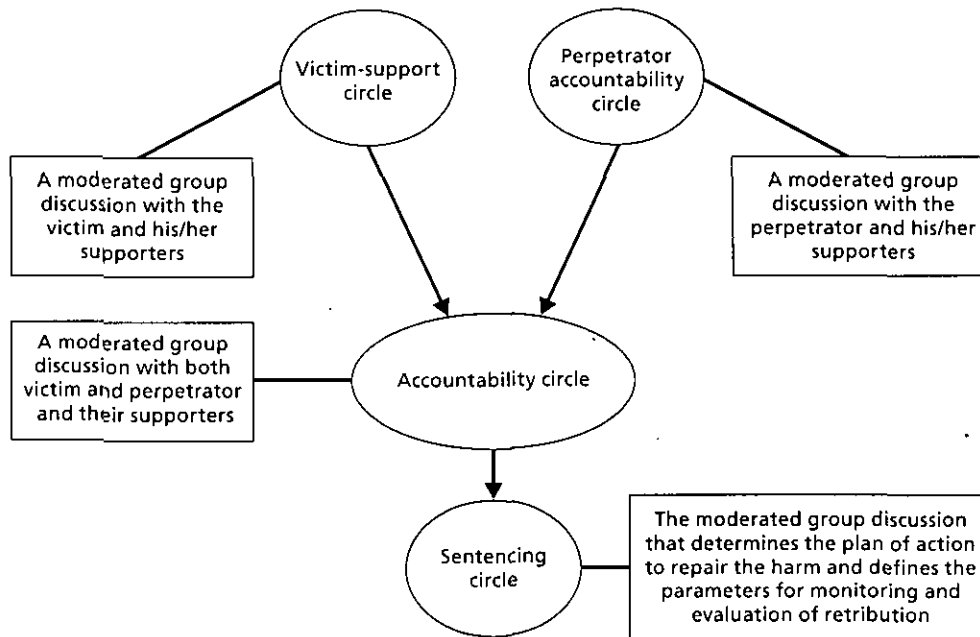 Victim-support
circle
Perpetrator
accountability
circle
A moderated group
discussion with the
victim and his/her
supporters
A moderated group
discussion with the
perpetrator and his/her
supporters
A moderated group
discussion with both
victim and perpetrator
and their supporters
Accountability circle
Sentencing
circle
The moderated group discussion
that determines the plan of action
to repair the harm and defines the
parameters for monitoring and
evaluation of retribution